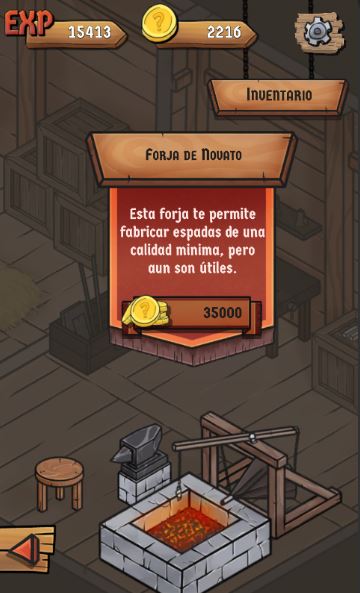 EXP 15413 2216
INVENTARIO
FORJA DE NOVATO
Esta forja te permite
fabricar espadas de una
calidad minima, pero
aun son útiles.
35000